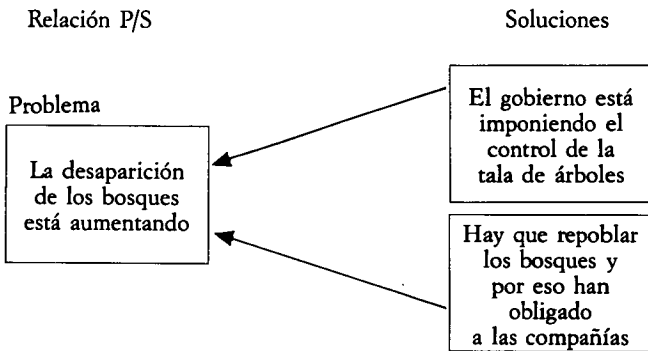 Relación P/S
Soluciones
Problema
La desaparición
de los bosques
está aumentando
El gobierno está
imponiendo el
control de la
tala de árboles
Hay que repoblar
los bosques y
por eso han
obligado
a las compañías